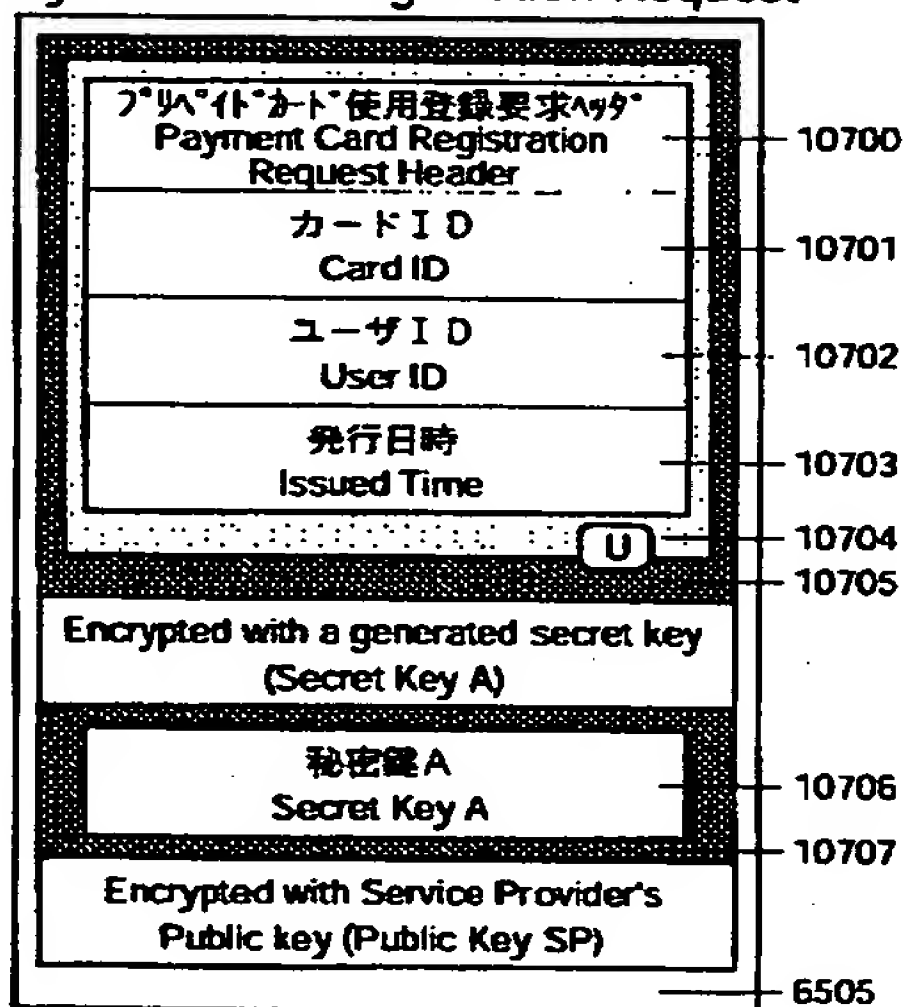 Request
ﾌﾟﾘﾍﾟｲﾄﾞｶｰﾄﾞ使用登録要求ﾍｯﾀﾞ
Payment Card Registration
Request Header
10700
カードID
Card ID
10701
ユーザID
User ID
10702
発行日時
Issued Time
10703
U
10704
10705
Encrypted with a generated secret key
(Secret Key A)
秘密鍵A
Secret Key A
10706
10707
Encrypted with Service Provider's
Public key (Public Key SP)
6505